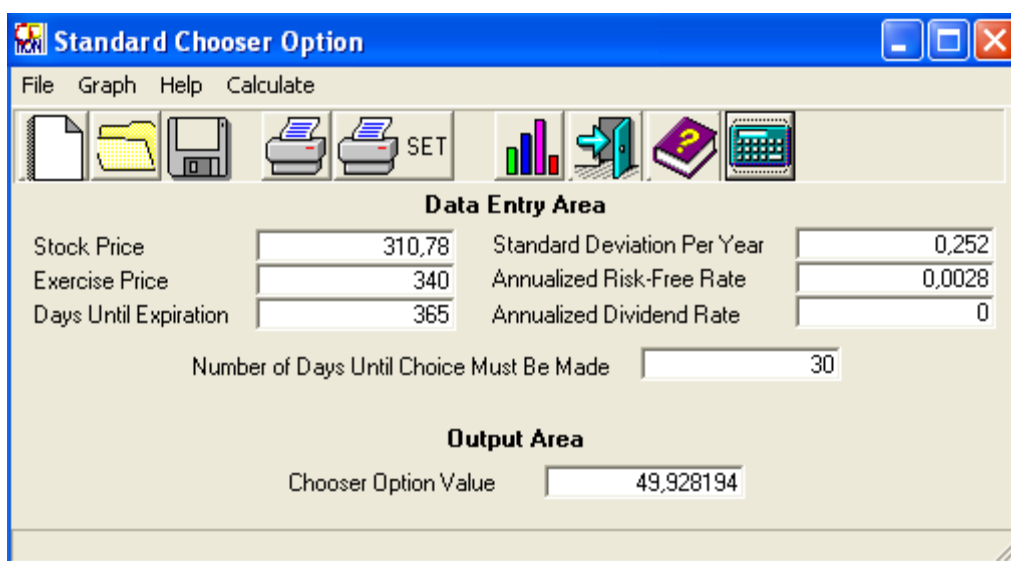 Standard Chooser Option
File Graph Help Calculate
SET
Data Entry Area
Stock Price 310,78 Standard Deviation Per Year 0,252
Exercise Price 340 Annualized Risk-Free Rate 0,0028
Days Until Expiration 365 Annualized Dividend Rate 0
Number of Days Until Choice Must Be Made 30
Output Area
Chooser Option Value 49,928194